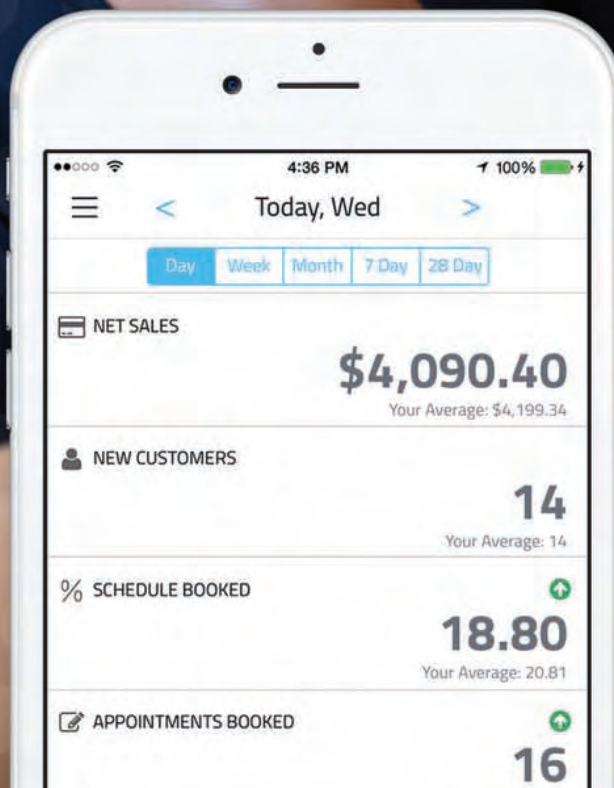 4:36 PM 100%
< Today, Wed >
Day Week Month 7 Day 28 Day
NET SALES
$4,090.40
Your Average: $4,199.34
NEW CUSTOMERS
14
Your Average: 14
% SCHEDULE BOOKED
18.80
Your Average: 20.81
APPOINTMENTS BOOKED
16